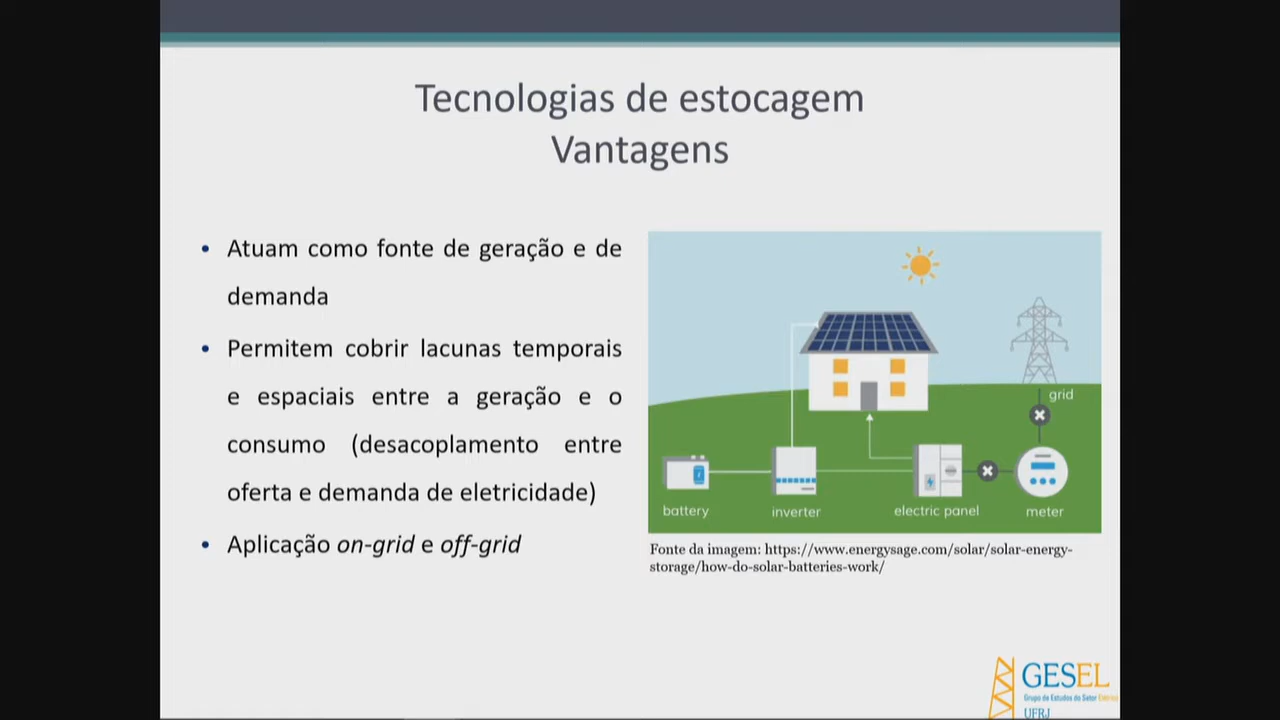 Tecnologias de estocagem
Vantagens
• Atuam como fonte de geração e de
demanda
• Permitem cobrir lacunas temporais
e espaciais entre a geração e o
consumo (desacoplamento entre
oferta e demanda de eletricidade)
• Aplicação on-grid e off-grid
grid
battery
inverter
electric panel
meter
Fonte da imagem: https://www.energysage.com/solar/solar-energy-
storage/how-do-solar-batteries-work/
GESEL
Grupo de Estudos do Setor Elétrico
UFRJ